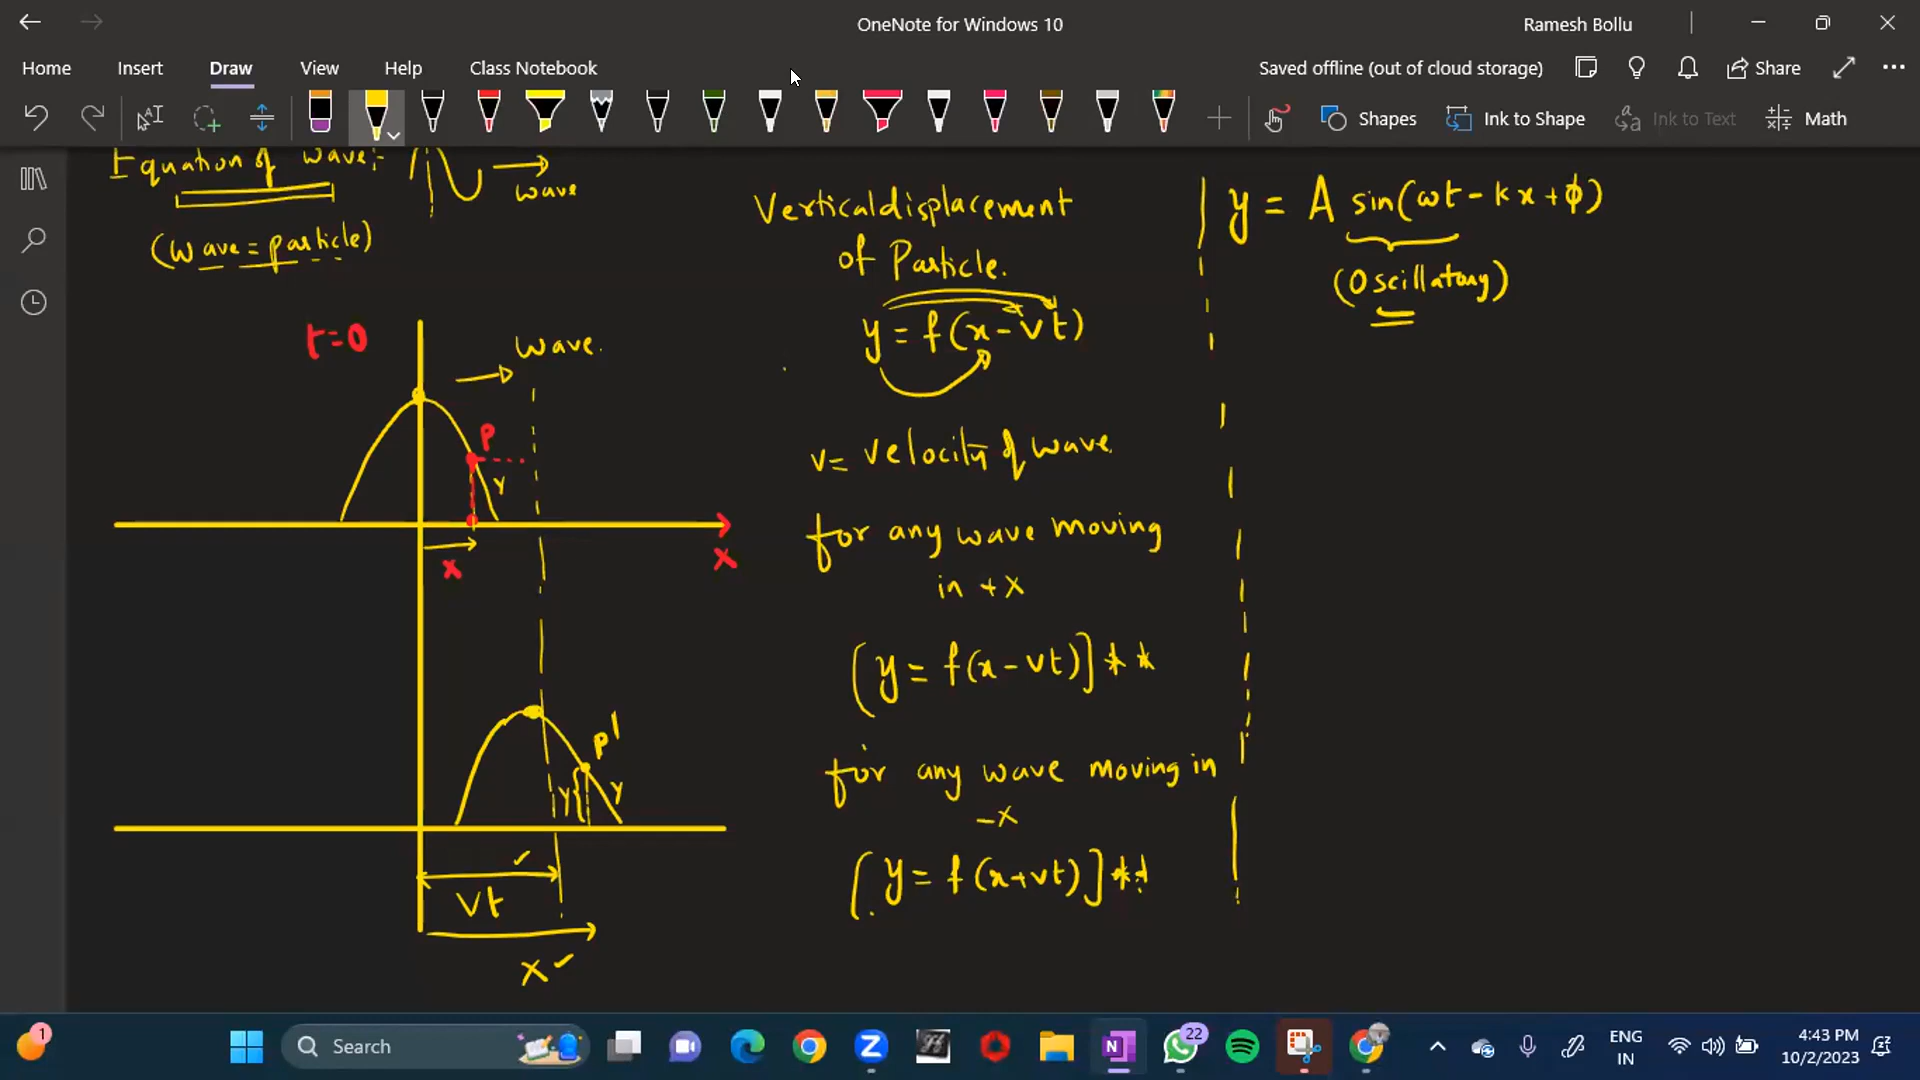 OneNote for Windows 10
Ramesh Bollu
Home Insert Draw View Help Class Notebook
Saved offline (out of cloud storage)
Share
Shapes
Ink to Shape
Ink to Text
Math
Equation of wave:-
wave
(wave = particle)
t=0
wave.
P
Y
x
X
P'
Y
Y
Vt
x
Vertical displacement
of Particle.
y = f(x-vt)
v= velocity of wave
for any wave moving
in +x
[y = f(x-vt)] **
for any wave moving in
-x
[y = f(x+vt)] **
y = A sin(ωt-kx+ϕ)
(Oscillatory)
1
Search
22
ENG
IN
4:43 PM
10/2/2023